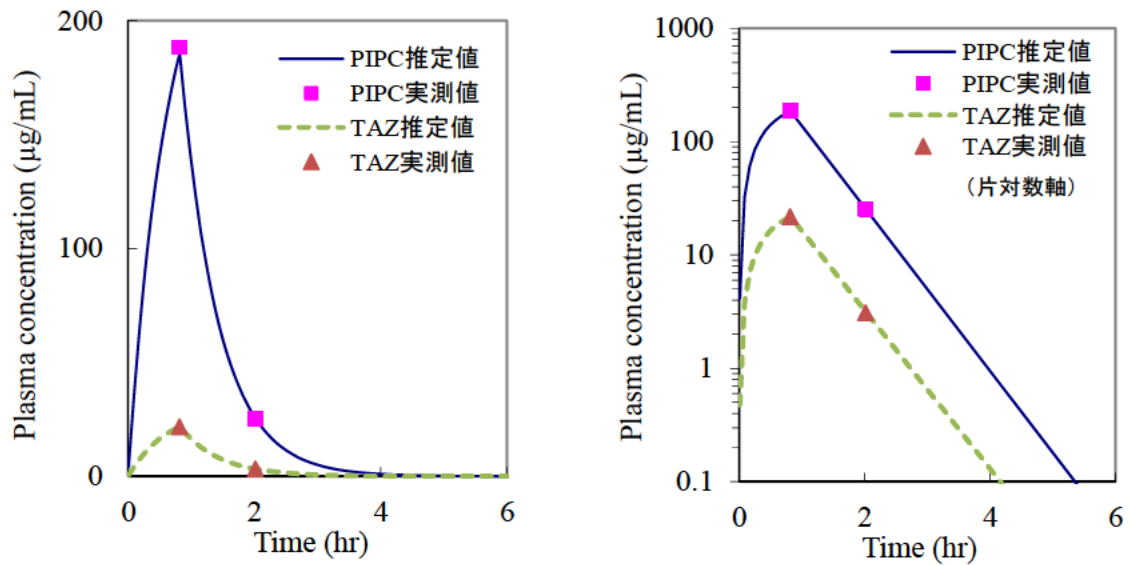 Plasma concentration (µg/mL)
200
100
0
PIPC推定値
PIPC実測値
TAZ推定値
TAZ実測値
0 2 4 6
Time (hr)
Plasma concentration (µg/mL)
1000
100
10
1
0.1
PIPC推定値
PIPC実測値
TAZ推定値
TAZ実測値
（片対数軸）
0 2 4 6
Time (hr)